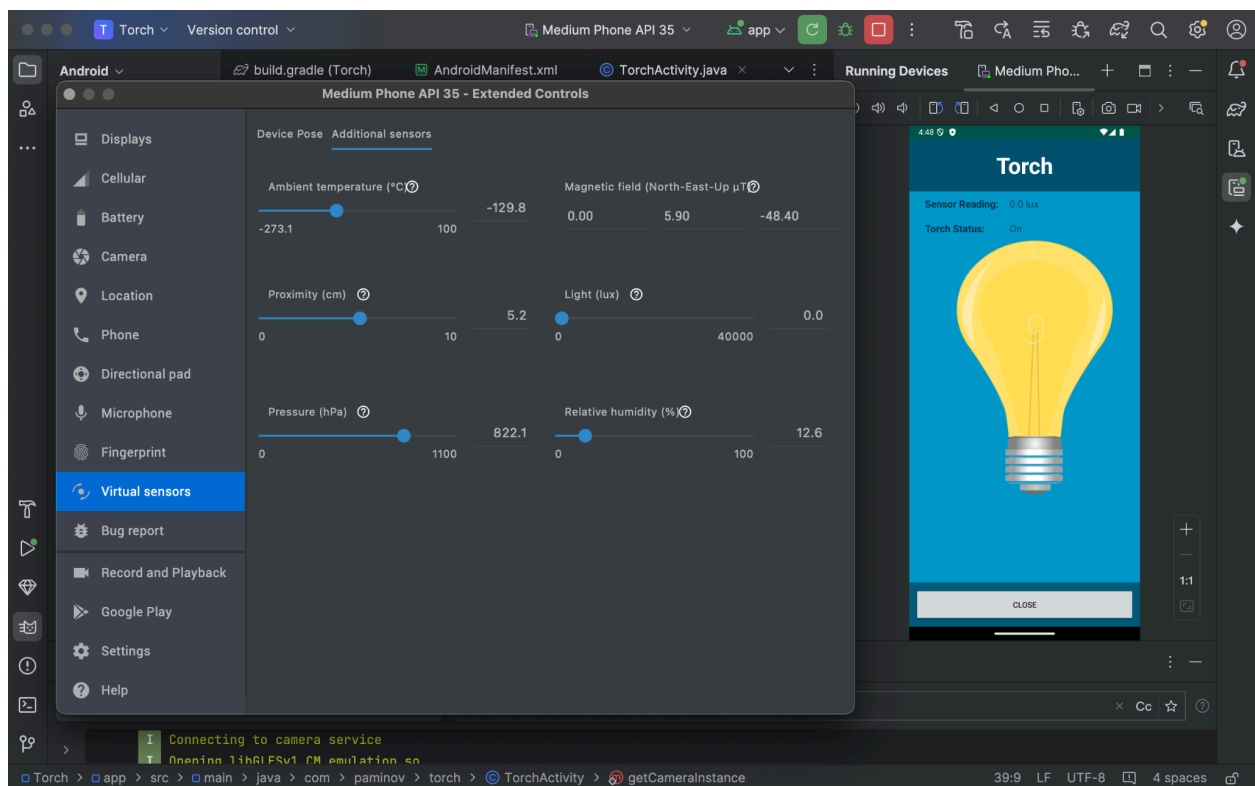 T Torch Version control Medium Phone API 35 app
Android build.gradle (Torch) M AndroidManifest.xml C TorchActivity.java Running Devices Medium Pho...
Medium Phone API 35 - Extended Controls
Displays
Cellular
Battery
Camera
Location
Phone
Directional pad
Microphone
Fingerprint
Virtual sensors
Bug report
Record and Playback
Google Play
Settings
Help
Device Pose Additional sensors
Ambient temperature (°C)
-129.8
-273.1 100
Magnetic field (North-East-Up µT)
0.00 5.90 -48.40
Proximity (cm)
5.2
0 10
Light (lux)
0.0
0 40000
Pressure (hPa)
822.1
0 1100
Relative humidity (%)
12.6
0 100
4:48
Torch
Sensor Reading: 0.0 lux
Torch Status: On
CLOSE
1:1
Cc
I Connecting to camera service
I Opening libGLESv1_CM_emulation.so
Torch > app > src > main > java > com > paminov > torch > C TorchActivity > m getCameraInstance 39:9 LF UTF-8 4 spaces